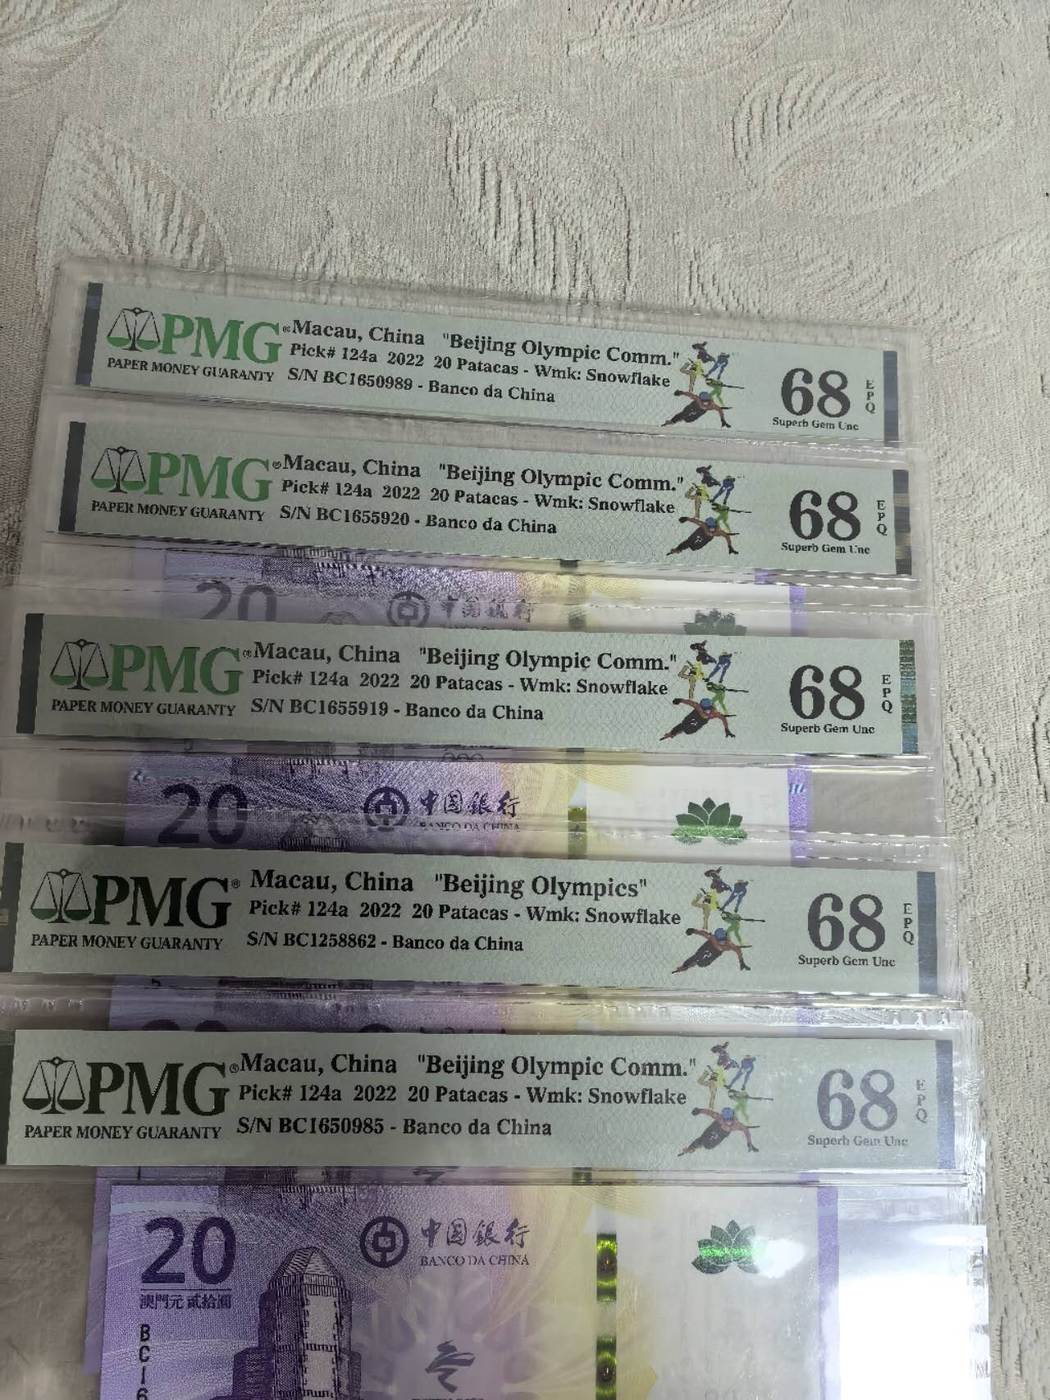 PMG® Macau, China "Beijing Olympic Comm."
Pick# 124a 2022 20 Patacas - Wmk: Snowflake
PAPER MONEY GUARANTY S/N BC1650989 - Banco da China
68 EPQ
Superb Gem Unc
PMG® Macau, China "Beijing Olympic Comm."
Pick# 124a 2022 20 Patacas - Wmk: Snowflake
PAPER MONEY GUARANTY S/N BC1655920 - Banco da China
68 EPQ
Superb Gem Unc
20 中国銀行
PMG® Macau, China "Beijing Olympic Comm."
Pick# 124a 2022 20 Patacas - Wmk: Snowflake
PAPER MONEY GUARANTY S/N BC1655919 - Banco da China
68 EPQ
Superb Gem Unc
20 中国銀行
BANCO DA CHINA
PMG® Macau, China "Beijing Olympics"
Pick# 124a 2022 20 Patacas - Wmk: Snowflake
PAPER MONEY GUARANTY S/N BC1258862 - Banco da China
68 EPQ
Superb Gem Unc
PMG® Macau, China "Beijing Olympic Comm."
Pick# 124a 2022 20 Patacas - Wmk: Snowflake
PAPER MONEY GUARANTY S/N BC1650985 - Banco da China
68 EPQ
Superb Gem Unc
20 中国銀行
BANCO DA CHINA
澳門元 貳拾圓
BC16